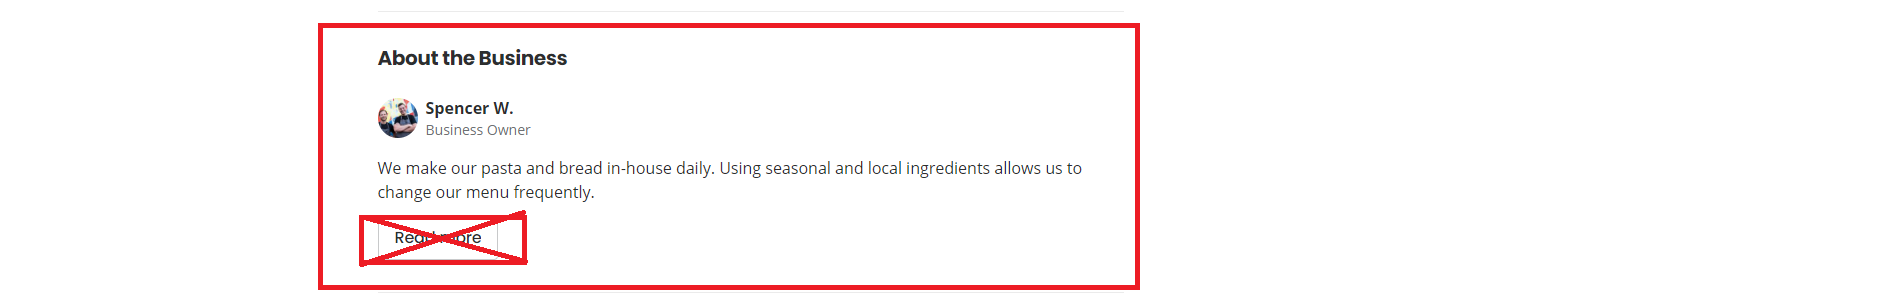 About the Business
Spencer W.
Business Owner
We make our pasta and bread in-house daily. Using seasonal and local ingredients allows us to
change our menu frequently.
Read more